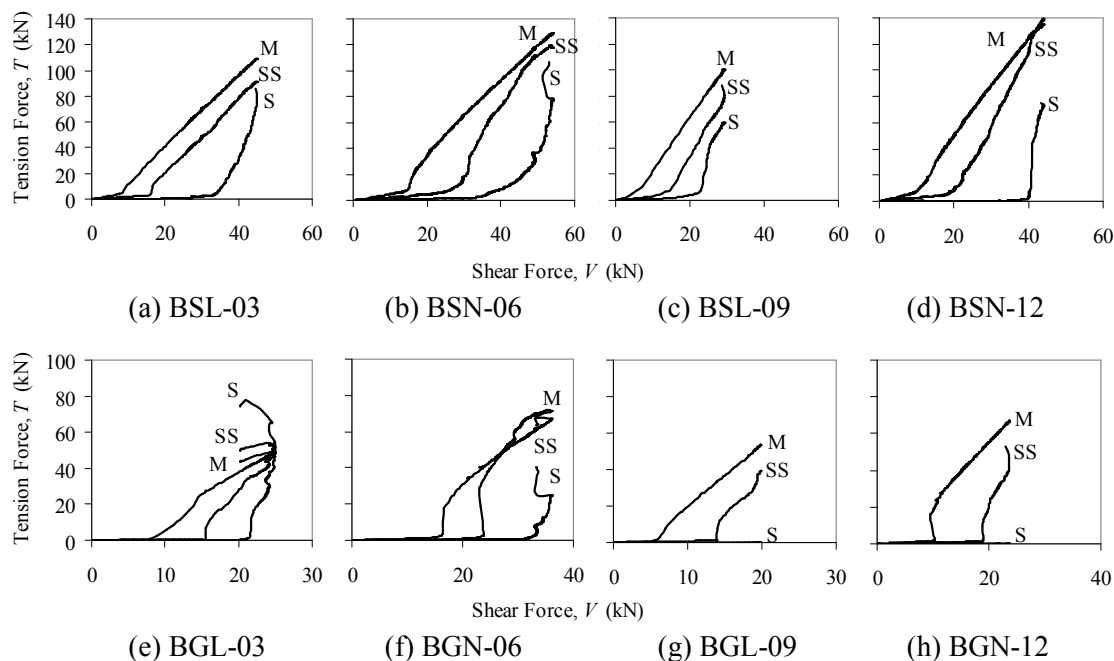 Tension Force, T (kN)
140
120
100
80
60
40
20
0
M
SS
S
M
SS
S
M
SS
S
M
SS
S
0 20 40 60
0 20 40 60
0 20 40 60
0 20 40 60
Shear Force, V (kN)
(a) BSL-03
(b) BSN-06
(c) BSL-09
(d) BSN-12
Tension Force, T (kN)
100
80
60
40
20
0
S
SS
M
M
SS
S
M
SS
S
M
SS
S
0 10 20 30
0 20 40
0 10 20 30
0 20 40
Shear Force, V (kN)
(e) BGL-03
(f) BGN-06
(g) BGL-09
(h) BGN-12